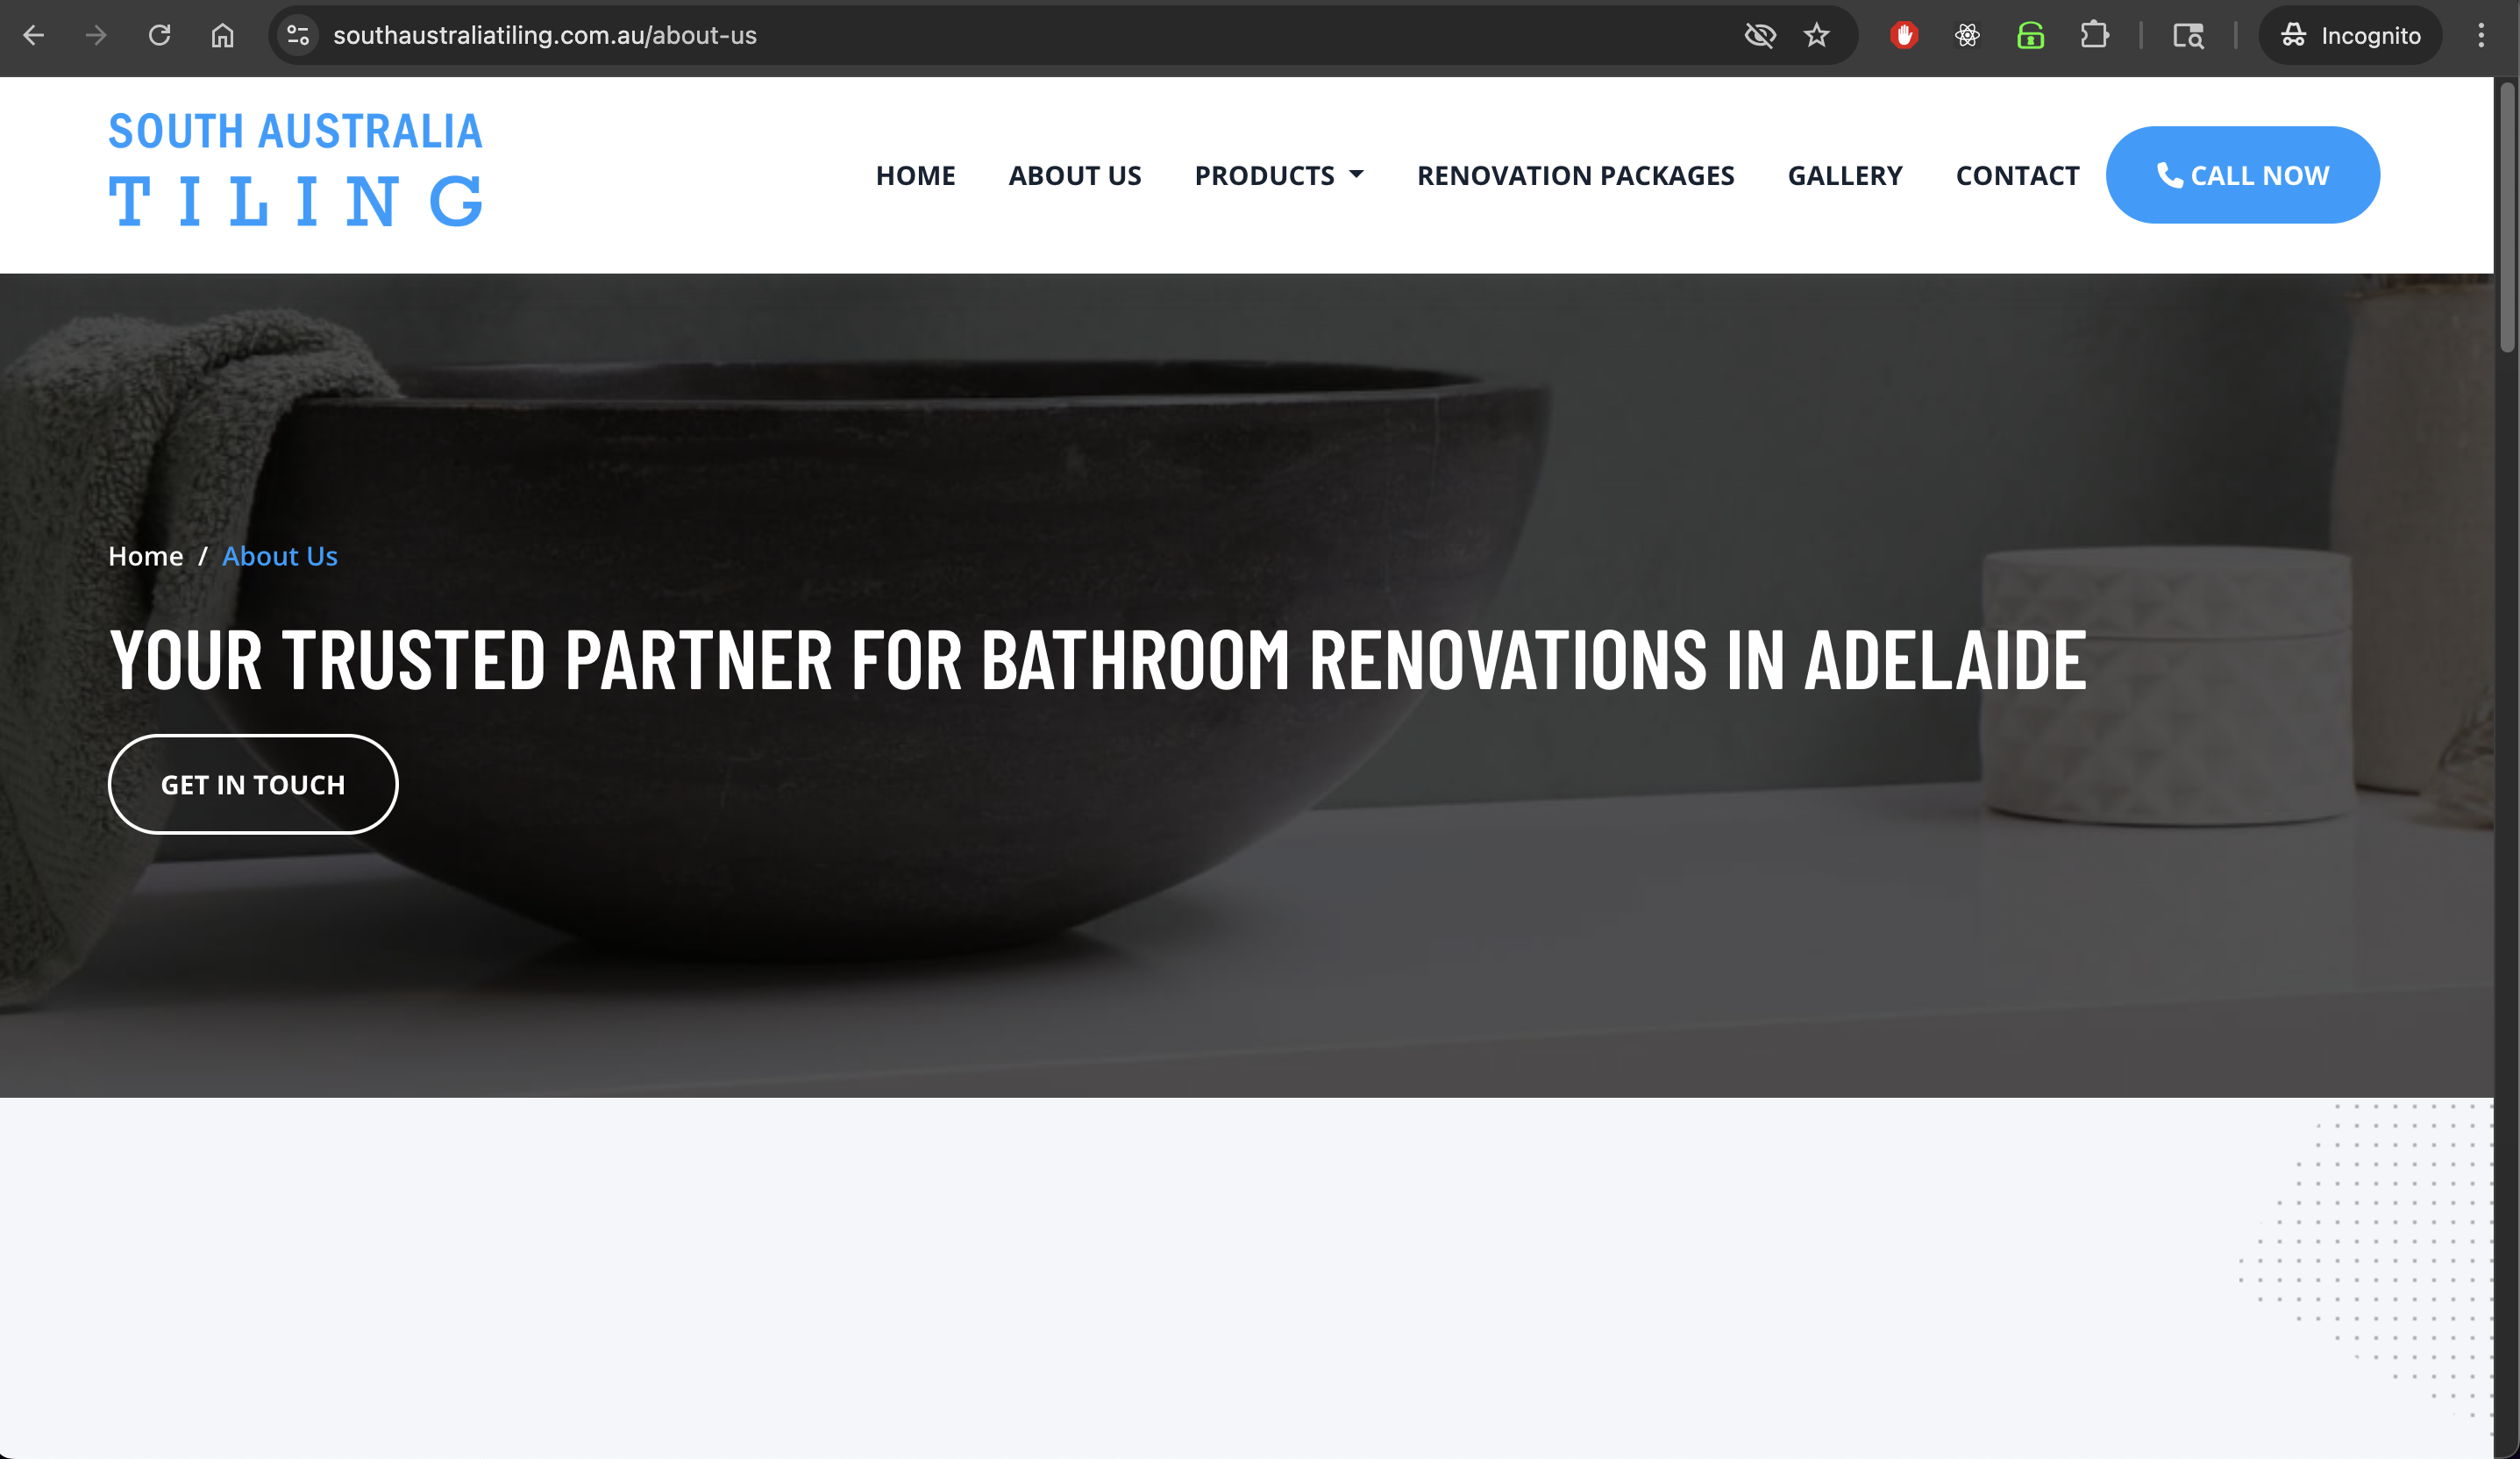 southaustraliatiling.com.au/about-us
Incognito
SOUTH AUSTRALIA
TILING
HOME
ABOUT US
PRODUCTS
RENOVATION PACKAGES
GALLERY
CONTACT
CALL NOW
Home / About Us
YOUR TRUSTED PARTNER FOR BATHROOM RENOVATIONS IN ADELAIDE
GET IN TOUCH